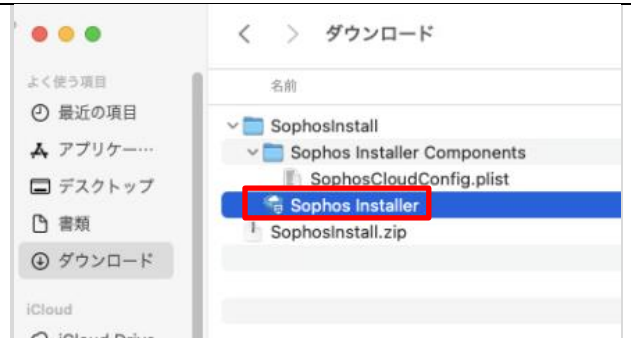 ダウンロード
よく使う項目
名前
最近の項目
アプリケー…
デスクトップ
書類
ダウンロード
iCloud
SophosInstall
Sophos Installer Components
SophosCloudConfig.plist
Sophos Installer
SophosInstall.zip